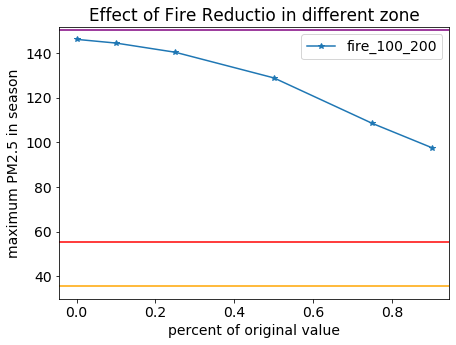 Effect of Fire Reductio in different zone
fire_100_200
maximum PM2.5 in season
140
120
100
80
60
40
0.0 0.2 0.4 0.6 0.8
percent of original value